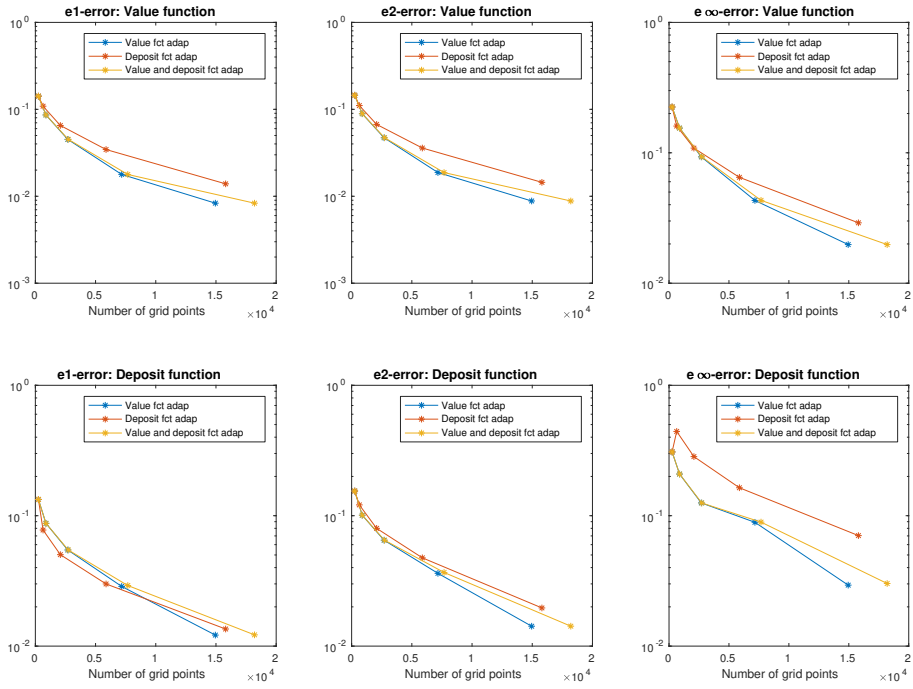 e1-error: Value function
10^0
10^-1
10^-2
10^-3
Value fct adap
Deposit fct adap
Value and deposit fct adap
0 0.5 1 1.5 2
Number of grid points
×10^4
e2-error: Value function
10^0
10^-1
10^-2
10^-3
Value fct adap
Deposit fct adap
Value and deposit fct adap
0 0.5 1 1.5 2
Number of grid points
×10^4
e ∞-error: Value function
10^0
10^-1
10^-2
Value fct adap
Deposit fct adap
Value and deposit fct adap
0 0.5 1 1.5 2
Number of grid points
×10^4
e1-error: Deposit function
10^0
10^-1
10^-2
Value fct adap
Deposit fct adap
Value and deposit fct adap
0 0.5 1 1.5 2
Number of grid points
×10^4
e2-error: Deposit function
10^0
10^-1
10^-2
Value fct adap
Deposit fct adap
Value and deposit fct adap
0 0.5 1 1.5 2
Number of grid points
×10^4
e ∞-error: Deposit function
10^0
10^-1
10^-2
Value fct adap
Deposit fct adap
Value and deposit fct adap
0 0.5 1 1.5 2
Number of grid points
×10^4